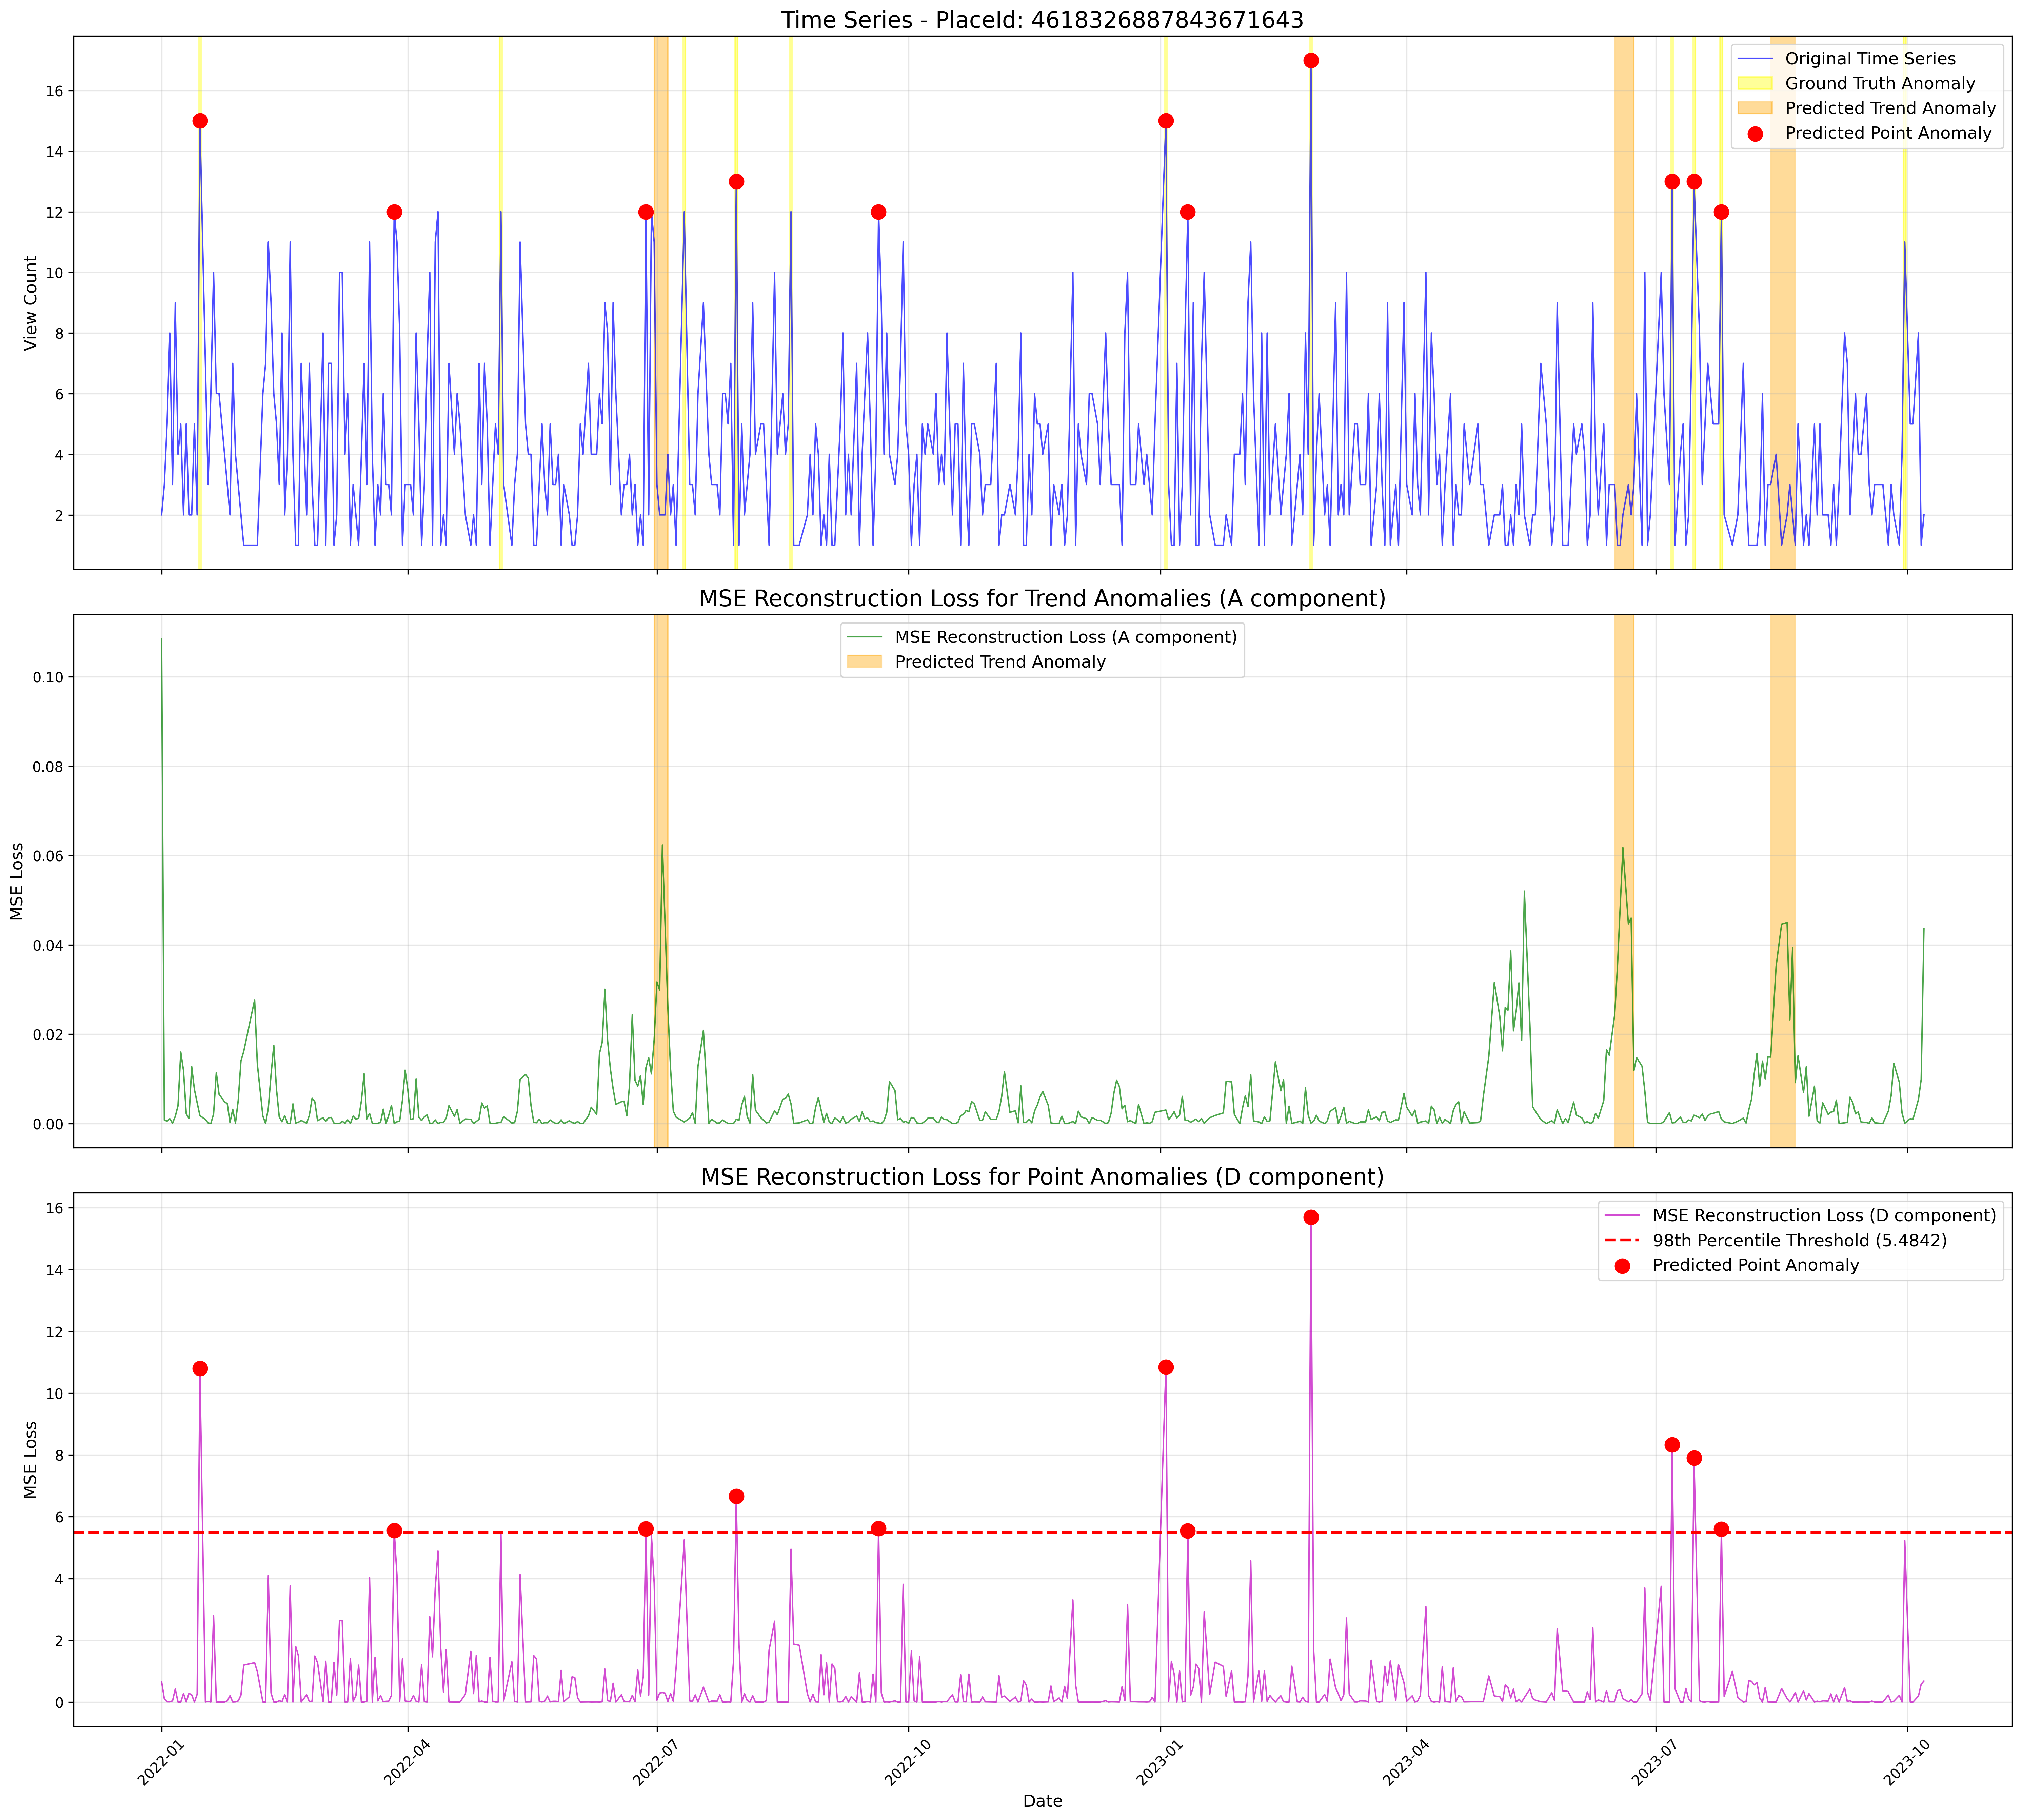 Time Series - PlaceId: 4618326887843671643
Original Time Series
Ground Truth Anomaly
Predicted Trend Anomaly
Predicted Point Anomaly
View Count
16
14
12
10
8
6
4
2
MSE Reconstruction Loss for Trend Anomalies (A component)
MSE Reconstruction Loss (A component)
Predicted Trend Anomaly
MSE Loss
0.10
0.08
0.06
0.04
0.02
0.00
MSE Reconstruction Loss for Point Anomalies (D component)
MSE Reconstruction Loss (D component)
98th Percentile Threshold (5.4842)
Predicted Point Anomaly
MSE Loss
16
14
12
10
8
6
4
2
0
2022-01
2022-04
2022-07
2022-10
2023-01
2023-04
2023-07
2023-10
Date